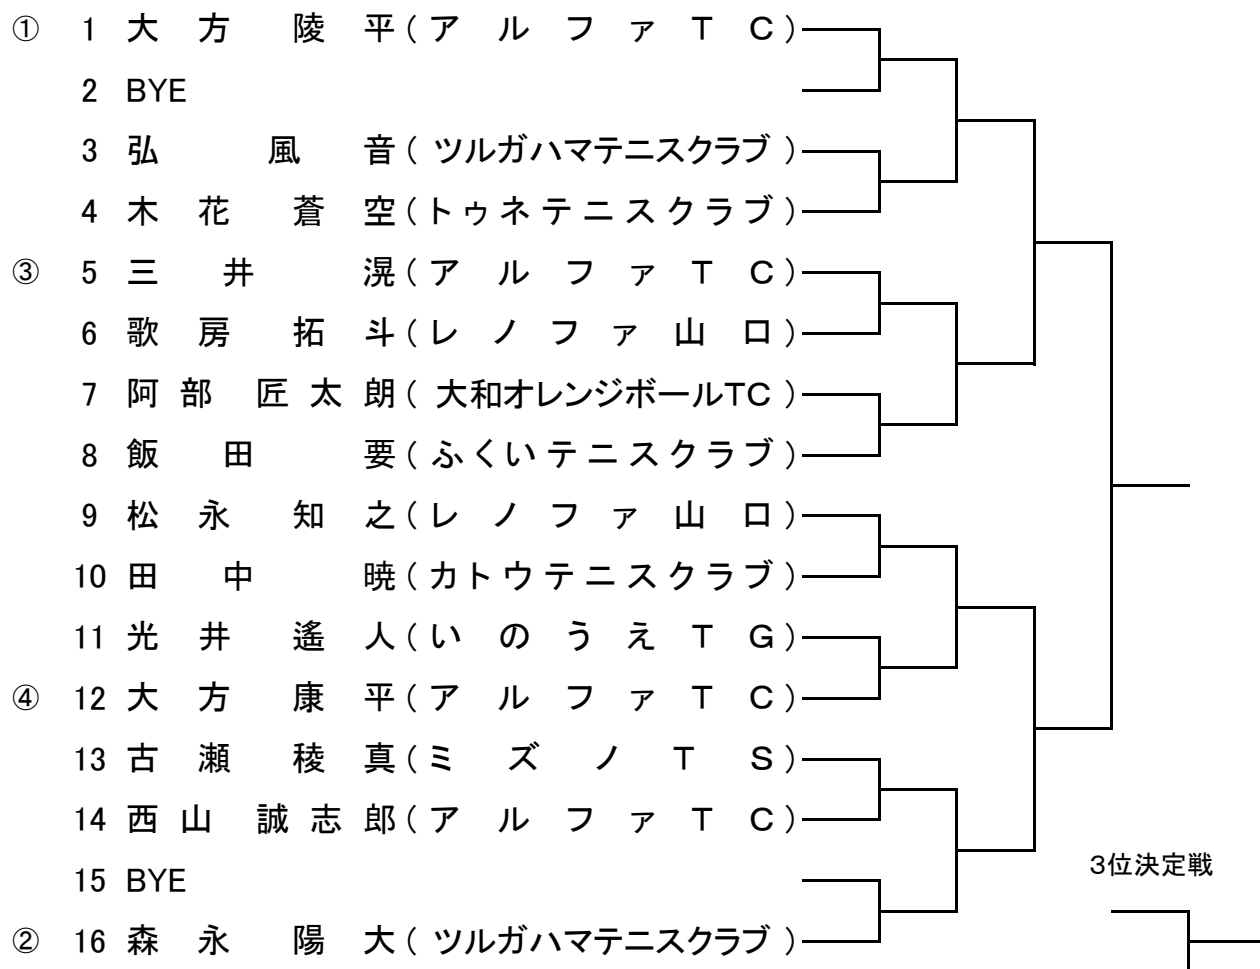 ① 1 大方 陵平 (アルファTC)
2 BYE
3 弘 風音 (ツルガハマテニスクラブ)
4 木花 蒼空 (トゥネテニスクラブ)
③ 5 三井 滉 (アルファTC)
6 歌房 拓斗 (レノファ山口)
7 阿部 匠太朗 (大和オレンジボールTC)
8 飯田 要 (ふくいテニスクラブ)
9 松永 知之 (レノファ山口)
10 田中 暁 (カトウテニスクラブ)
11 光井 遙人 (いのうえTG)
④ 12 大方 康平 (アルファTC)
13 古瀬 稜真 (ミズノTS)
14 西山 誠志郎 (アルファTC)
15 BYE
② 16 森永 陽大 (ツルガハマテニスクラブ)
3位決定戦